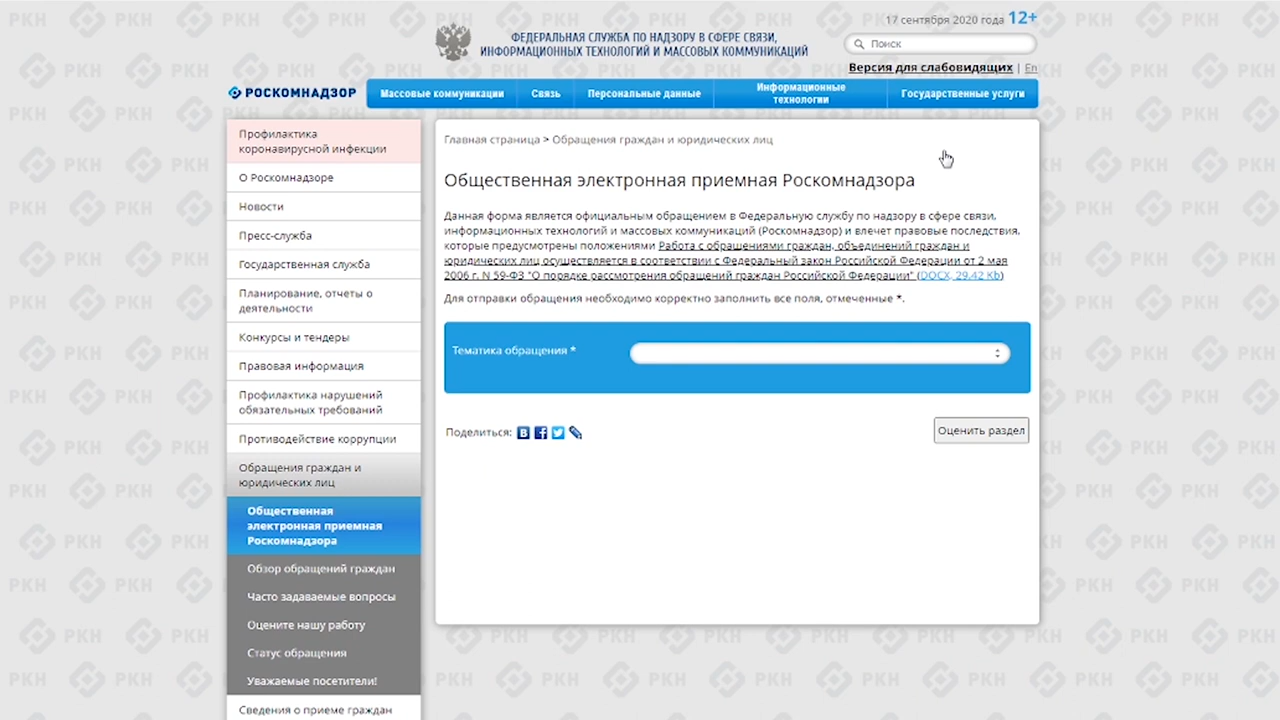 17 сентября 2020 года 12+
ФЕДЕРАЛЬНАЯ СЛУЖБА ПО НАДЗОРУ В СФЕРЕ СВЯЗИ,
ИНФОРМАЦИОННЫХ ТЕХНОЛОГИЙ И МАССОВЫХ КОММУНИКАЦИЙ
Поиск
Версия для слабовидящих | En
РОСКОМНАДЗОР
Массовые коммуникации
Связь
Персональные данные
Информационные
технологии
Государственные услуги
Профилактика
коронавирусной инфекции
О Роскомнадзоре
Новости
Пресс-служба
Государственная служба
Планирование, отчеты о
деятельности
Конкурсы и тендеры
Правовая информация
Профилактика нарушений
обязательных требований
Противодействие коррупции
Обращения граждан и
юридических лиц
Общественная
электронная приемная
Роскомнадзора
Обзор обращений граждан
Часто задаваемые вопросы
Оцените нашу работу
Статус обращения
Уважаемые посетители!
Сведения о приеме граждан
Главная страница > Обращения граждан и юридических лиц
Общественная электронная приемная Роскомнадзора
Данная форма является официальным обращением в Федеральную службу по надзору в сфере связи,
информационных технологий и массовых коммуникаций (Роскомнадзор) и влечет правовые последствия,
которые предусмотрены положениями Работа с обращениями граждан, объединений граждан и
юридических лиц осуществляется в соответствии с Федеральный закон Российской Федерации от 2 мая
2006 г. N 59-ФЗ "О порядке рассмотрения обращений граждан Российской Федерации" (DOCX, 29.42 Kb)
Для отправки обращения необходимо корректно заполнить все поля, отмеченные *.
Тематика обращения *
Поделиться:
Оценить раздел